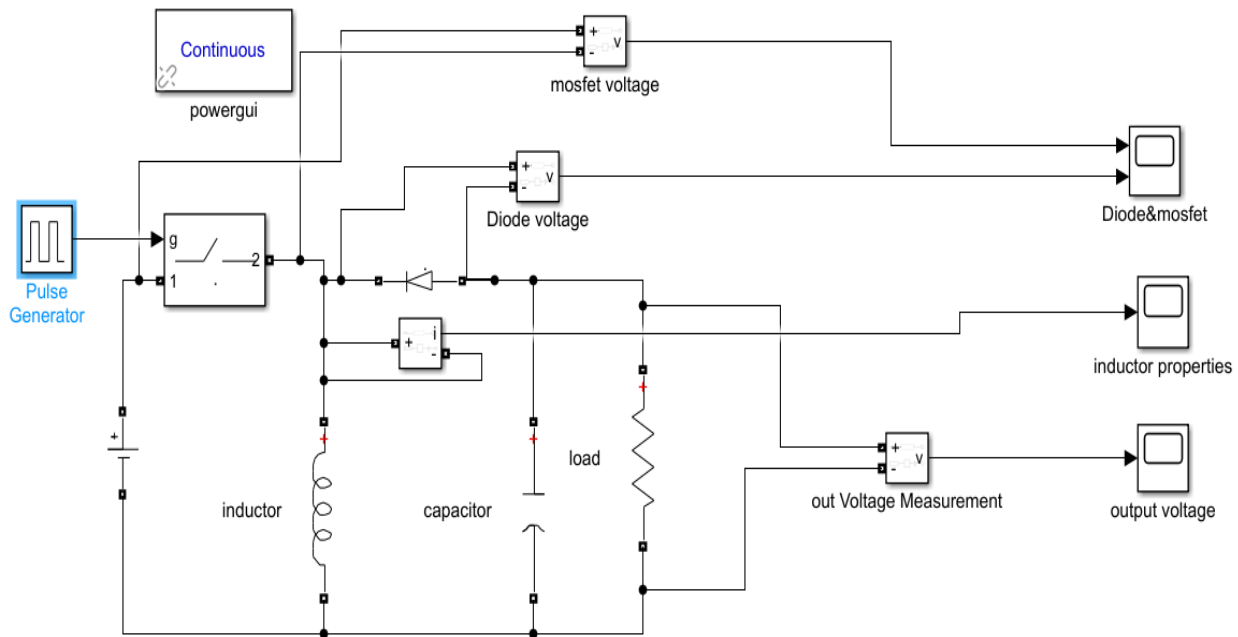 Continuous
powergui
+
-
v
mosfet voltage
+
-
v
Diode voltage
Diode&mosfet
g
1
2
Pulse
Generator
+
-
i
inductor properties
+
inductor
capacitor
load
+
-
v
out Voltage Measurement
output voltage
+
+
+